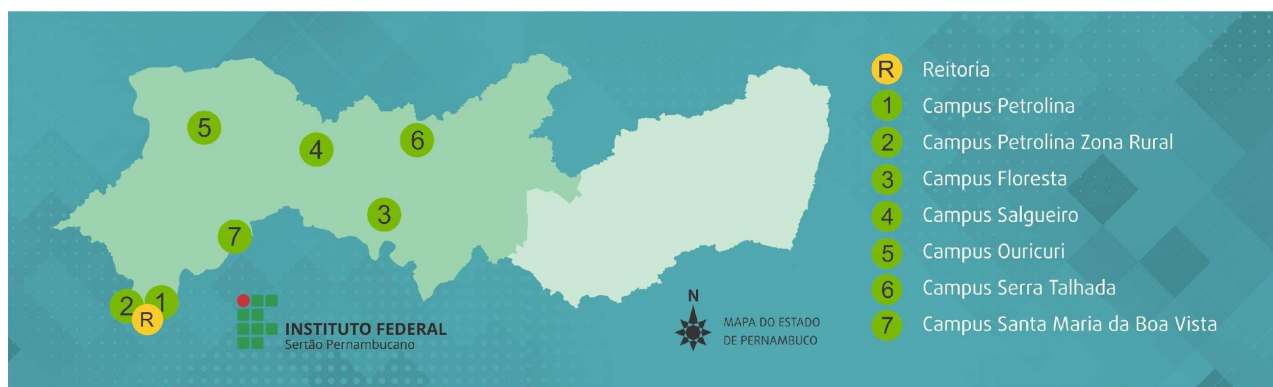 5
4
6
3
7
2
1
R
INSTITUTO FEDERAL
Sertão Pernambucano
N
MAPA DO ESTADO
DE PERNAMBUCO
R Reitoria
1 Campus Petrolina
2 Campus Petrolina Zona Rural
3 Campus Floresta
4 Campus Salgueiro
5 Campus Ouricuri
6 Campus Serra Talhada
7 Campus Santa Maria da Boa Vista